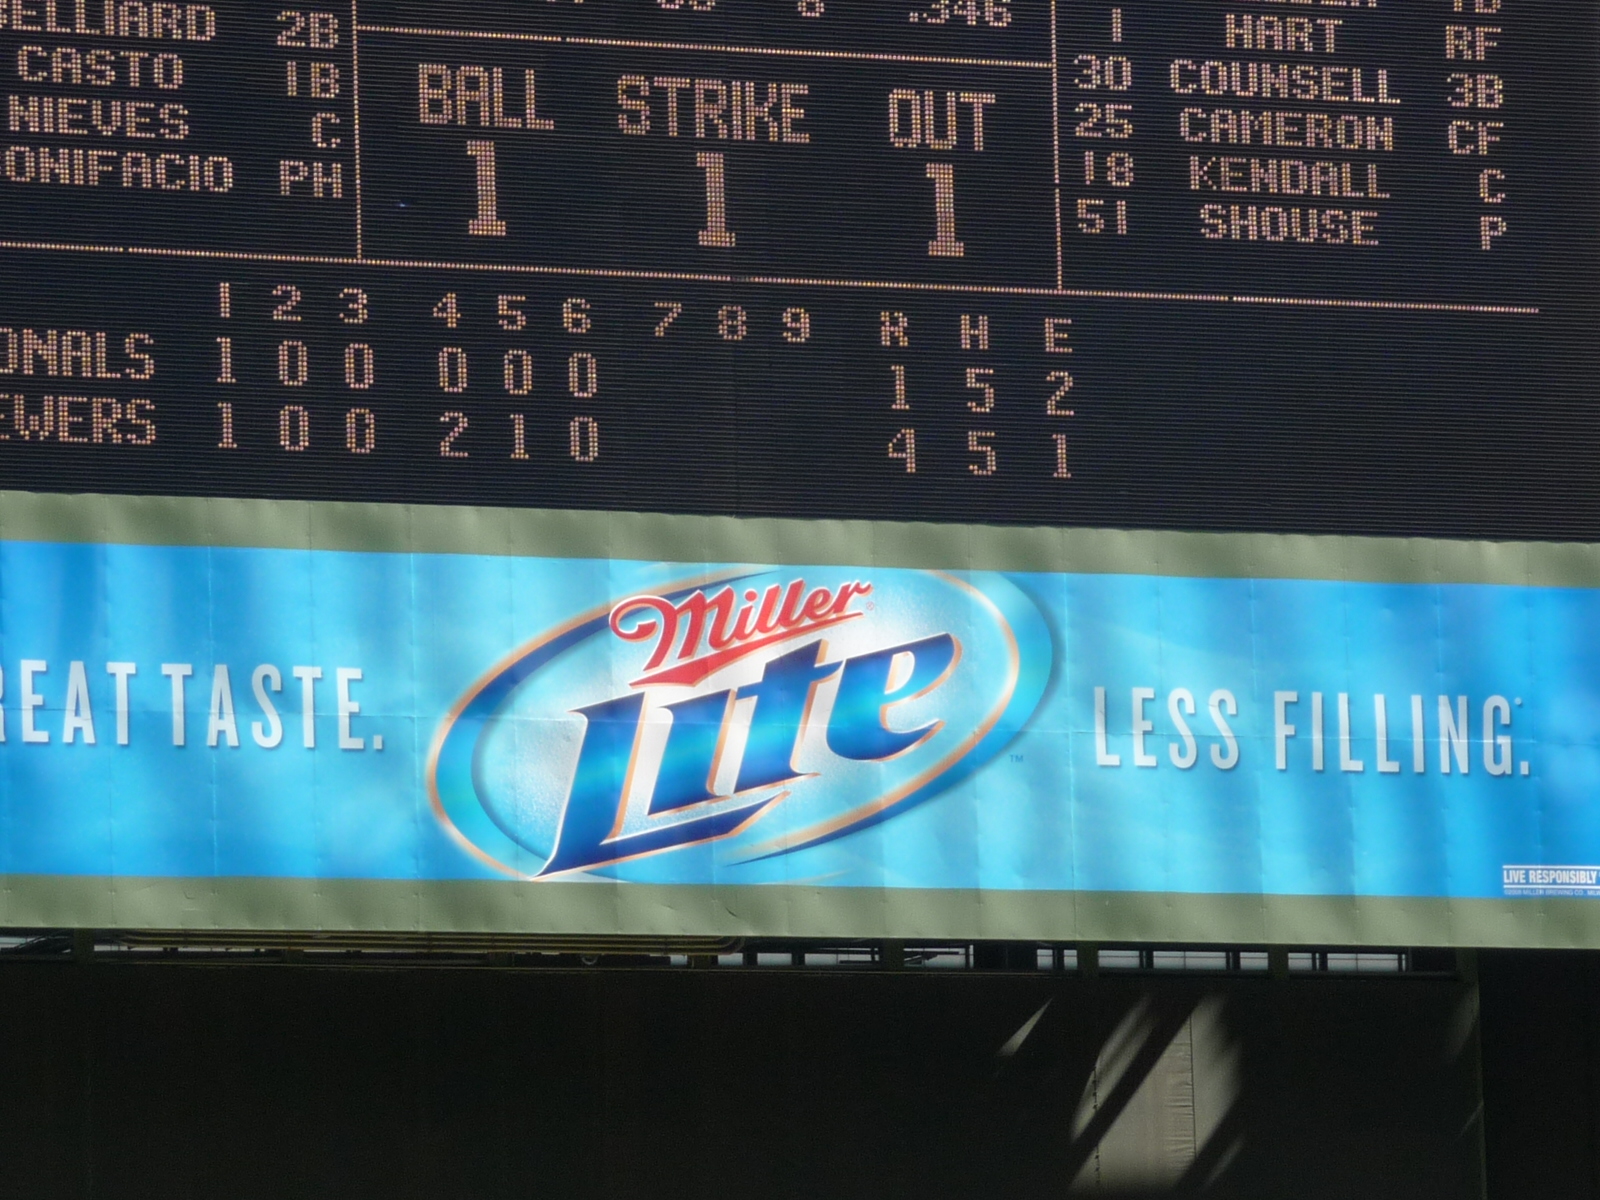 .346
1 HART RF
ELLIARD 2B
CASTO 1B
NIEVES C
BONIFACIO PH
BALL STRIKE OUT
1 1 1
30 COUNSELL 3B
25 CAMERON CF
18 KENDALL C
51 SHOUSE P
1 2 3 4 5 6 7 8 9 R H E
ONALS 1 0 0 0 0 0 1 5 2
EWERS 1 0 0 2 1 0 4 5 1
REAT TASTE.
Miller
Lite
LESS FILLING.
LIVE RESPONSIBLY